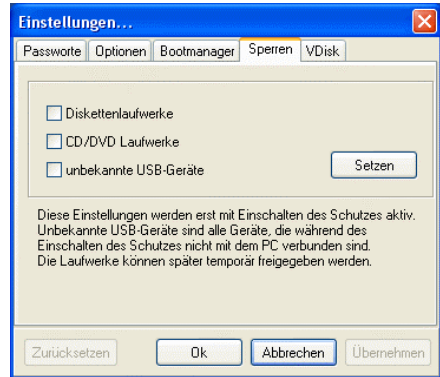 Einstellungen...
Passworte Optionen Bootmanager Sperren VDisk
Diskettenlaufwerke
CD/DVD Laufwerke
unbekannte USB-Geräte
Setzen
Diese Einstellungen werden erst mit Einschalten des Schutzes aktiv.
Unbekannte USB-Geräte sind alle Geräte, die während des
Einschalten des Schutzes nicht mit dem PC verbunden sind.
Die Laufwerke können später temporär freigegeben werden.
Zurücksetzen Ok Abbrechen Übernehmen